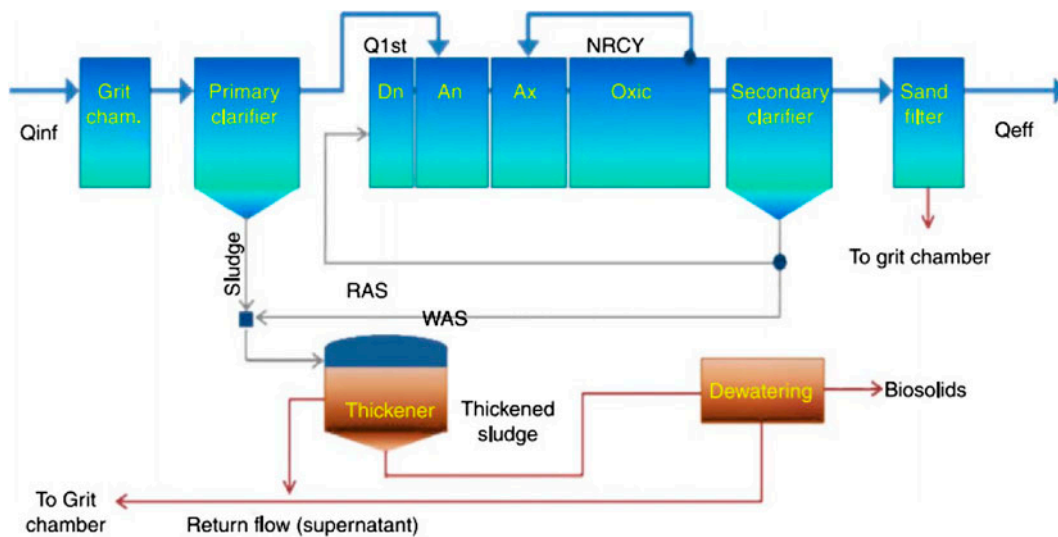 Q1st
NRCY
Grit
cham.
Primary
clarifier
Dn
An
Ax
Oxic
Secondary
clarifier
Sand
filter
Qinf
Qeff
To grit chamber
Sludge
RAS
WAS
Thickener
Thickened
sludge
Dewatering
Biosolids
To Grit
chamber
Return flow (supernatant)